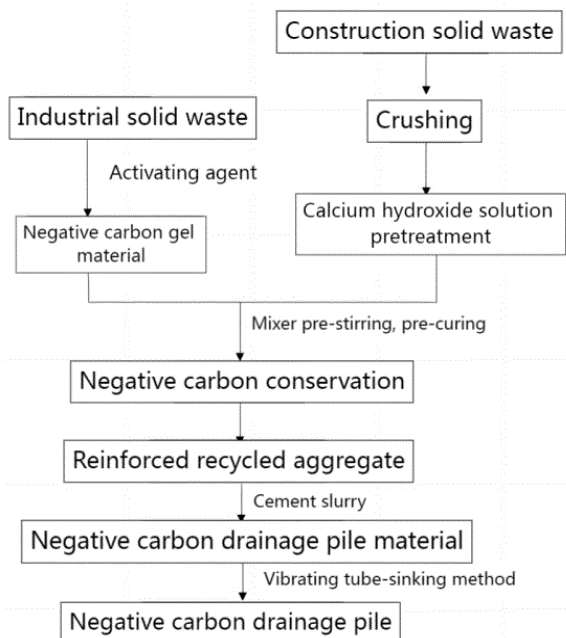 Construction solid waste
Industrial solid waste
Crushing
Activating agent
Calcium hydroxide solution
pretreatment
Negative carbon gel
material
Mixer pre-stirring, pre-curing
Negative carbon conservation
Reinforced recycled aggregate
Cement slurry
Negative carbon drainage pile material
Vibrating tube-sinking method
Negative carbon drainage pile